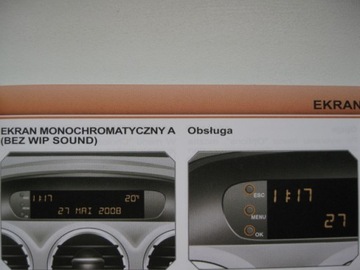 EKRAN
EKRAN MONOCHROMATYCZNY A
(BEZ WIP SOUND)
Obsługa
11:17 20°
27 MAI 2008
ESC
MENU
OK
11:17
27